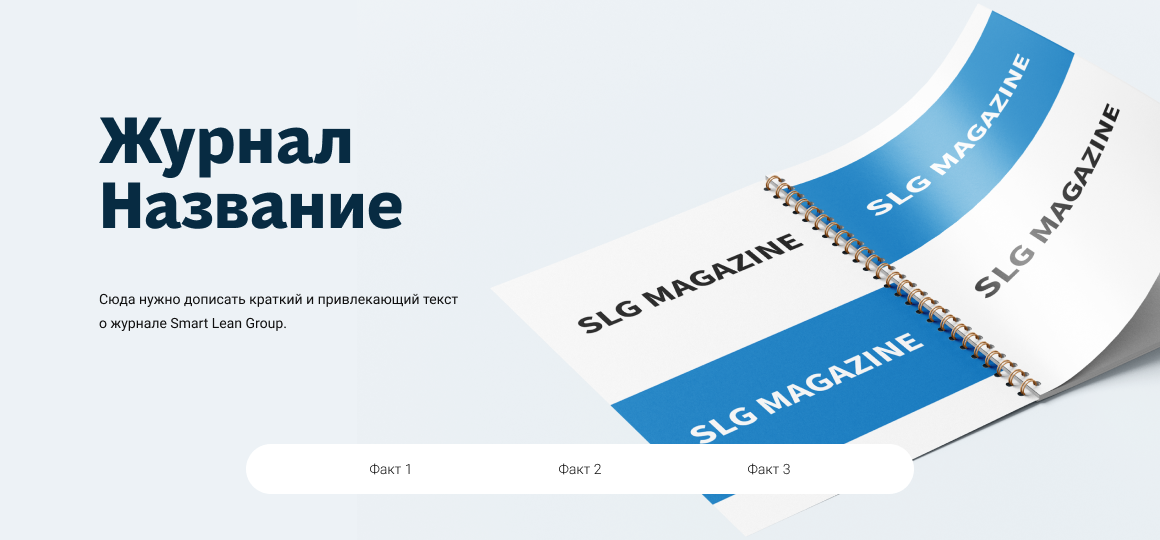 Журнал
Название
Сюда нужно дописать краткий и привлекающий текст
о журнале Smart Lean Group.
SLG MAGAZINE
SLG MAGAZINE
SLG MAGAZINE
SLG MAGAZINE
Факт 1
Факт 2
Факт 3